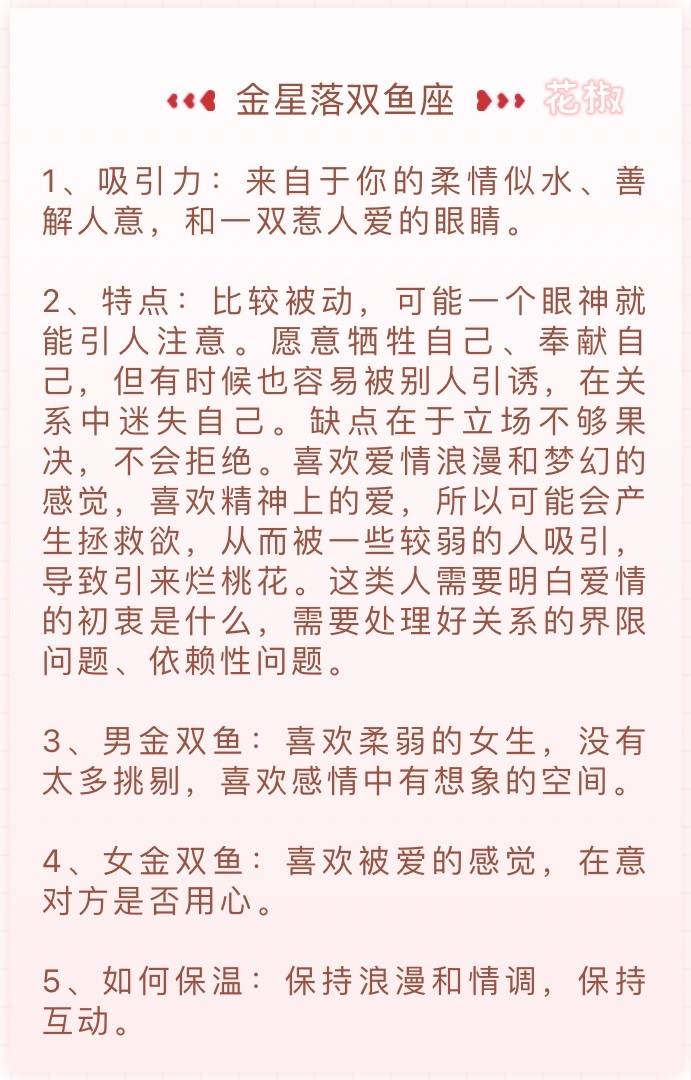 金星落双鱼座 花椒
1、吸引力：来自于你的柔情似水、善
解人意，和一双惹人爱的眼睛。
2、特点：比较被动，可能一个眼神就
能引人注意。愿意牺牲自己、奉献自
己，但有时候也容易被别人引诱，在关
系中迷失自己。缺点在于立场不够果
决，不会拒绝。喜欢爱情浪漫和梦幻的
感觉，喜欢精神上的爱，所以可能会产
生拯救欲，从而被一些较弱的人吸引，
导致引来烂桃花。这类人需要明白爱情
的初衷是什么，需要处理好关系的界限
问题、依赖性问题。
3、男金双鱼：喜欢柔弱的女生，没有
太多挑剔，喜欢感情中有想象的空间。
4、女金双鱼：喜欢被爱的感觉，在意
对方是否用心。
5、如何保温：保持浪漫和情调，保持
互动。